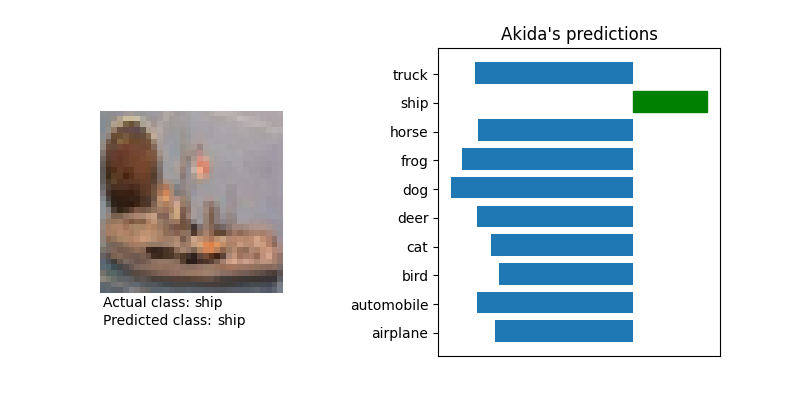 Akida's predictions
truck
ship
horse
frog
dog
deer
cat
bird
automobile
airplane
Actual class: ship
Predicted class: ship